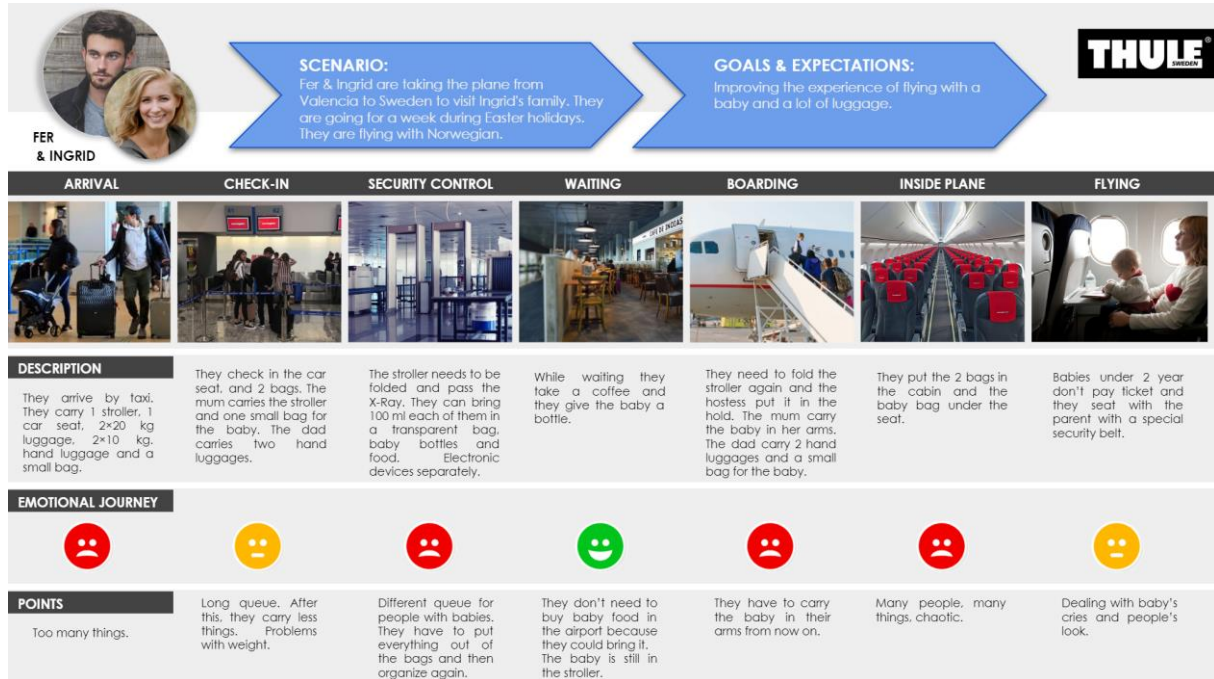 FER
& INGRID
SCENARIO:
Fer & Ingrid are taking the plane from
Valencia to Sweden to visit Ingrid's family. They
are going for a week during Easter holidays.
They are flying with Norwegian.
GOALS & EXPECTATIONS:
Improving the experience of flying with a
baby and a lot of luggage.
THULE
SWEDEN
ARRIVAL
CHECK-IN
SECURITY CONTROL
WAITING
BOARDING
INSIDE PLANE
FLYING
DESCRIPTION
They arrive by taxi.
They carry 1 stroller, 1
car seat, 2×20 kg
luggage, 2×10 kg.
hand luggage and a
small bag.
They check in the car
seat, and 2 bags. The
mum carries the stroller
and one small bag for
the baby. The dad
carries two hand
luggages.
The stroller needs to be
folded and pass the
X-Ray. They can bring
100 ml each of them in
a transparent bag,
baby bottles and
food. Electronic
devices separately.
While waiting they
take a coffee and
they give the baby a
bottle.
They need to fold the
stroller again and the
hostess put it in the
hold. The mum carry
the baby in her arms.
The dad carry 2 hand
luggages and a small
bag for the baby.
They put the 2 bags in
the cabin and the
baby bag under the
seat.
Babies under 2 year
don't pay ticket and
they seat with the
parent with a special
security belt.
EMOTIONAL JOURNEY
POINTS
Too many things.
Long queue. After
this, they carry less
things. Problems
with weight.
Different queue for
people with babies.
They have to put
everything out of
the bags and then
organize again.
They don't need to
buy baby food in
the airport because
they could bring it.
The baby is still in
the stroller.
They have to carry
the baby in their
arms from now on.
Many people, many
things, chaotic.
Dealing with baby's
cries and people's
look.